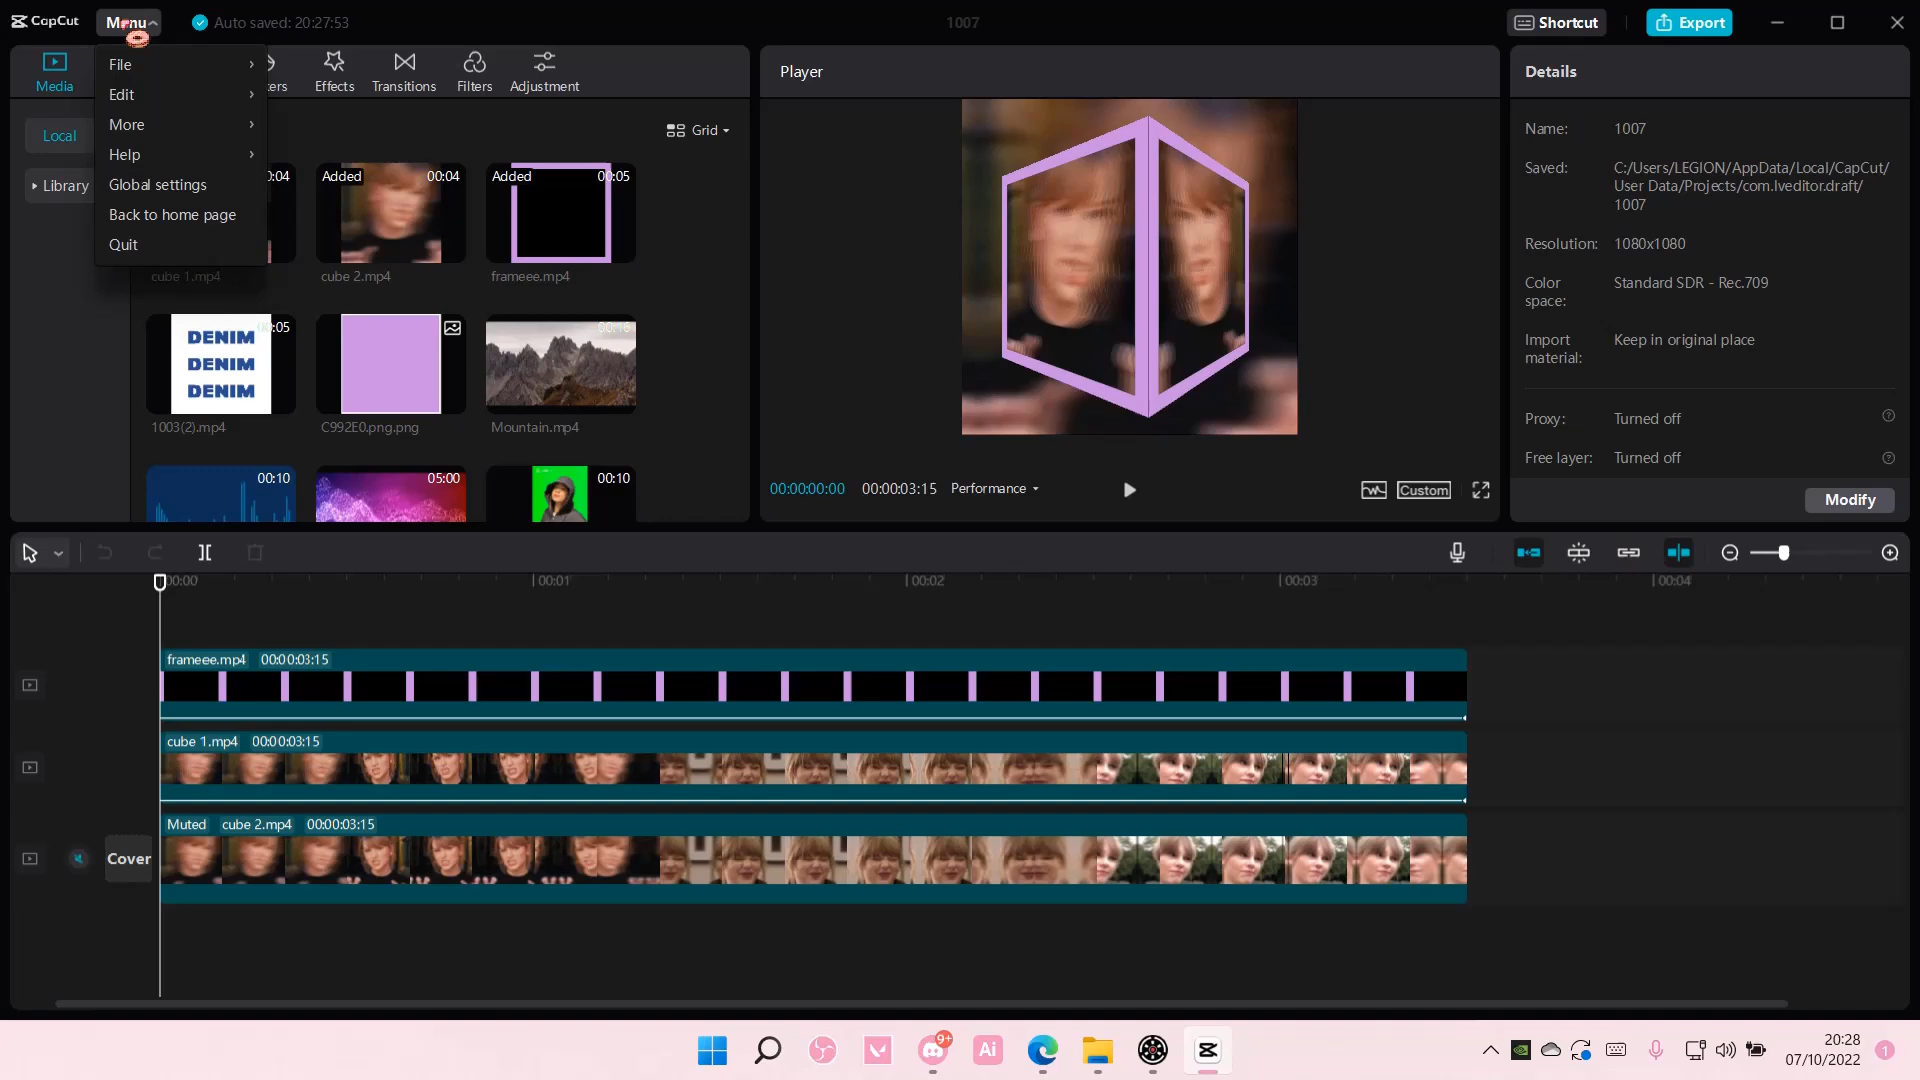 CapCut
Menu
Auto saved: 20:27:53
1007
Shortcut
Export
File
Edit
More
Help
Global settings
Back to home page
Quit
Media
Effects
Transitions
Filters
Adjustment
Local
Library
Grid
Added
00:04
Added
00:05
cube 1.mp4
cube 2.mp4
frameee.mp4
DENIM
DENIM
DENIM
1003(2).mp4
C992E0.png.png
Mountain.mp4
00:10
05:00
00:10
Player
00:00:00:00
00:00:03:15
Performance
Custom
Details
Name:
1007
Saved:
C:/Users/LEGION/AppData/Local/CapCut/
User Data/Projects/com.lveditor.draft/
1007
Resolution:
1080x1080
Color
space:
Standard SDR - Rec.709
Import
material:
Keep in original place
Proxy:
Turned off
Free layer:
Turned off
Modify
00:00
00:01
00:02
00:03
00:04
frameee.mp4 00:00:03:15
cube 1.mp4 00:00:03:15
Muted cube 2.mp4 00:00:03:15
Cover
9+
Ai
20:28
07/10/2022
1